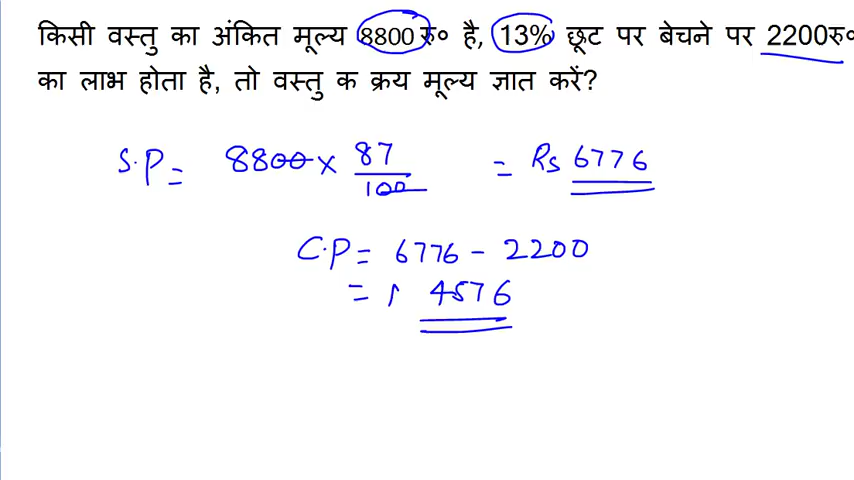 किसी वस्तु का अंकित मूल्य 8800रु० है, 13% छूट पर बेचने पर 2200रु०
का लाभ होता है, तो वस्तु क क्रय मूल्य ज्ञात करें?
S.P = 8800 × 87/100 = Rs 6776
C.P = 6776 - 2200
= 4576